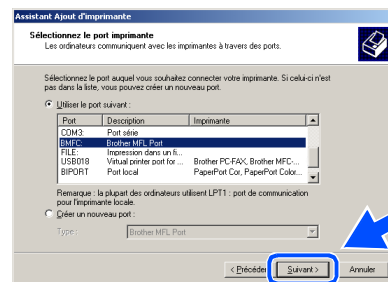 Assistant Ajout d'imprimante
Sélectionnez le port imprimante
Les ordinateurs communiquent avec les imprimantes à travers des ports.
Sélectionnez le port auquel vous souhaitez connecter votre imprimante. Si celui-ci n'est
pas dans la liste, vous pouvez créer un nouveau port.
Utiliser le port suivant :
Port Description Imprimante
COM3: Port série
BMFC: Brother MFL Port
FILE: Impression dans un fi...
USB018 Virtual printer port for ... Brother PC-FAX, Brother MFC-...
BIPORT Port local PaperPort Cor, PaperPort Color...
Remarque : la plupart des ordinateurs utilisent LPT1 : port de communication
pour l'imprimante locale.
Créer un nouveau port :
Type : Brother MFL Port
< Précédent Suivant > Annuler